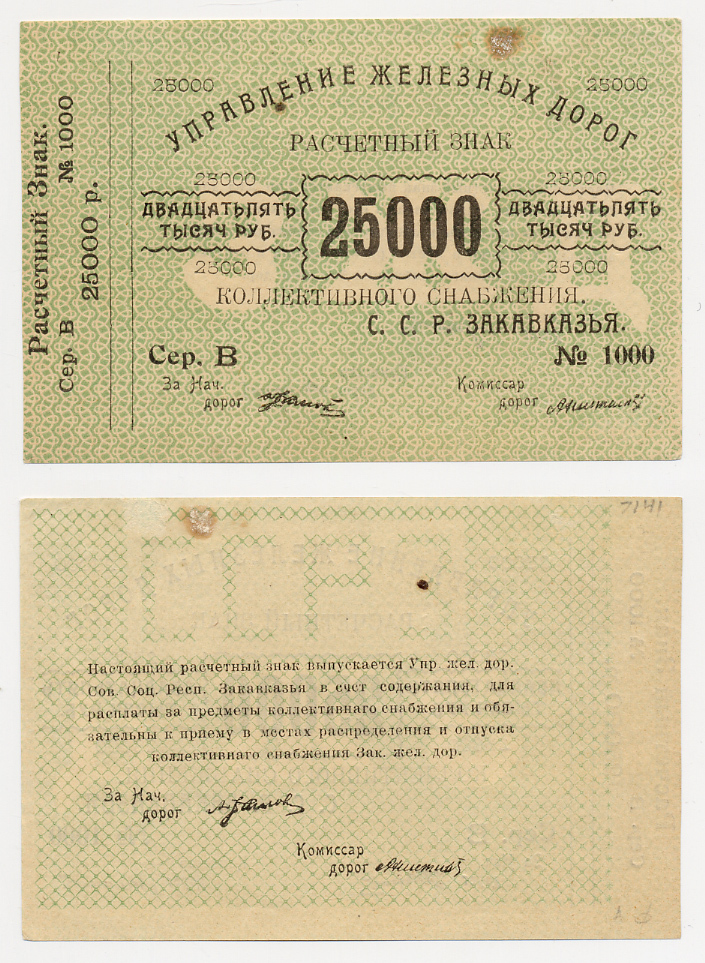 Расчетный Знак.
Сер. В № 1000
25000 р.
25000 25000
УПРАВЛЕНИЕ ЖЕЛЕЗНЫХ ДОРОГ
РАСЧЕТНЫЙ ЗНАК
25000 25000
ДВАДЦАТЬПЯТЬ 25000 ДВАДЦАТЬПЯТЬ
ТЫСЯЧ РУБ. ТЫСЯЧ РУБ.
25000 25000
КОЛЛЕКТИВНОГО СНАБЖЕНИЯ.
С. С. Р. ЗАКАВКАЗЬЯ.
Сер. В № 1000
За Нач. Комиссар
дорог дорог
7141
Настоящий расчетный знак выпускается Упр. жел. дор.
Сов. Соц. Респ. Закавказья в счет содержания, для
расплаты за предметы коллективнаго снабжения и обя-
зательны к приему в местах распределения и отпуска
коллективнаго снабжения Зак. жел. дор.
За Нач.
дорог
Комиссар
дорог